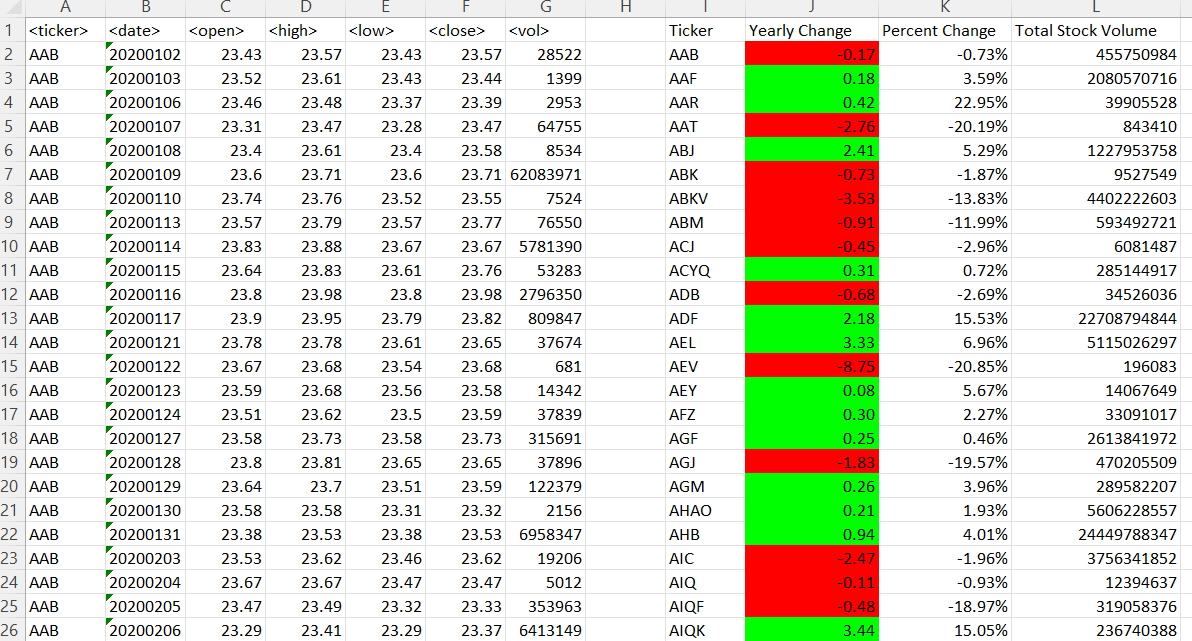 A B C D E F G H I J K L
1 <ticker> <date> <open> <high> <low> <close> <vol> Ticker Yearly Change Percent Change Total Stock Volume
2 AAB 20200102 23.43 23.57 23.43 23.57 28522 AAB -0.17 -0.73% 455750984
3 AAB 20200103 23.52 23.61 23.43 23.44 1399 AAF 0.18 3.59% 2080570716
4 AAB 20200106 23.46 23.48 23.37 23.39 2953 AAR 0.42 22.95% 39905528
5 AAB 20200107 23.31 23.47 23.28 23.47 64755 AAT -2.76 -20.19% 843410
6 AAB 20200108 23.4 23.61 23.4 23.58 8534 ABJ 2.41 5.29% 1227953758
7 AAB 20200109 23.6 23.71 23.6 23.71 62083971 ABK -0.73 -1.87% 9527549
8 AAB 20200110 23.74 23.76 23.52 23.55 7524 ABKV -3.53 -13.83% 4402222603
9 AAB 20200113 23.57 23.79 23.57 23.77 76550 ABM -0.91 -11.99% 593492721
10 AAB 20200114 23.83 23.88 23.67 23.67 5781390 ACJ -0.45 -2.96% 6081487
11 AAB 20200115 23.64 23.83 23.61 23.76 53283 ACYQ 0.31 0.72% 285144917
12 AAB 20200116 23.8 23.98 23.8 23.98 2796350 ADB -0.68 -2.69% 34526036
13 AAB 20200117 23.9 23.95 23.79 23.82 809847 ADF 2.18 15.53% 22708794844
14 AAB 20200121 23.78 23.78 23.61 23.65 37674 AEL 3.33 6.96% 5115026297
15 AAB 20200122 23.67 23.68 23.54 23.68 681 AEV -8.75 -20.85% 196083
16 AAB 20200123 23.59 23.68 23.56 23.58 14342 AEY 0.08 5.67% 14067649
17 AAB 20200124 23.51 23.62 23.5 23.59 37839 AFZ 0.30 2.27% 33091017
18 AAB 20200127 23.58 23.73 23.58 23.73 315691 AGF 0.25 0.46% 2613841972
19 AAB 20200128 23.8 23.81 23.65 23.65 37896 AGJ -1.83 -19.57% 470205509
20 AAB 20200129 23.64 23.7 23.51 23.59 122379 AGM 0.26 3.96% 289582207
21 AAB 20200130 23.58 23.58 23.31 23.32 2156 AHAO 0.21 1.93% 5606228557
22 AAB 20200131 23.38 23.53 23.38 23.53 6958347 AHB 0.94 4.01% 24449788347
23 AAB 20200203 23.53 23.62 23.46 23.62 19206 AIC -2.47 -1.96% 3756341852
24 AAB 20200204 23.67 23.67 23.47 23.47 5012 AIQ -0.11 -0.93% 12394637
25 AAB 20200205 23.47 23.49 23.32 23.33 353963 AIQF -0.48 -18.97% 319058376
26 AAB 20200206 23.29 23.41 23.29 23.37 6413149 AIQK 3.44 15.05% 236740388